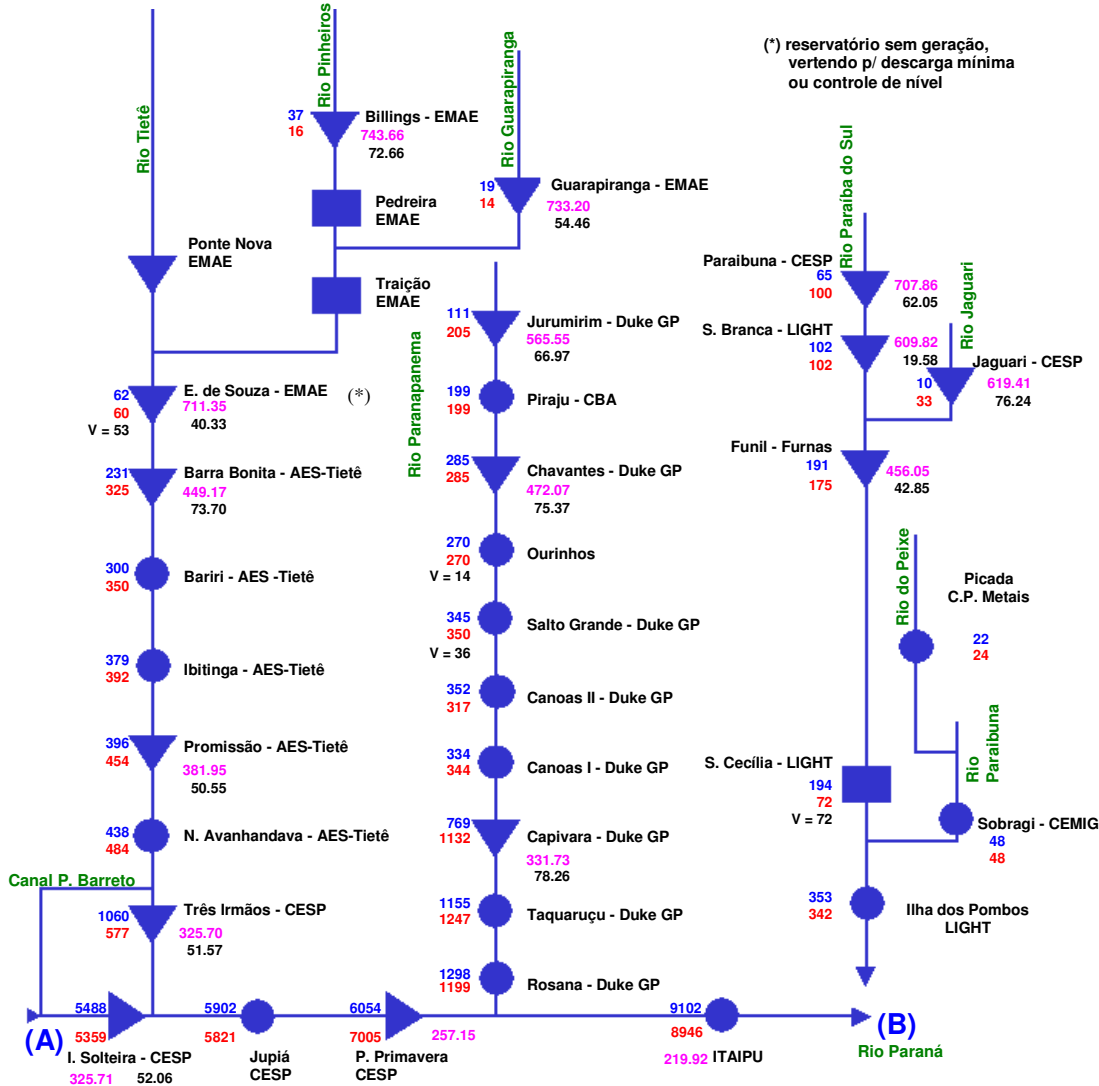 (*) reservatório sem geração,
vertendo p/ descarga mínima
ou controle de nível
Rio Tietê
Rio Pinheiros
Rio Guarapiranga
37
16
Billings - EMAE
743.66
72.66
Pedreira
EMAE
19
14
Guarapiranga - EMAE
733.20
54.46
Ponte Nova
EMAE
Traição
EMAE
62
60
V = 53
E. de Souza - EMAE (*)
711.35
40.33
231
325
Barra Bonita - AES-Tietê
449.17
73.70
300
350
Bariri - AES -Tietê
379
392
Ibitinga - AES-Tietê
396
454
Promissão - AES-Tietê
381.95
50.55
438
484
N. Avanhandava - AES-Tietê
Canal P. Barreto
1060
577
Três Irmãos - CESP
325.70
51.57
Rio Paranapanema
111
205
Jurumirim - Duke GP
565.55
66.97
199
199
Piraju - CBA
285
285
Chavantes - Duke GP
472.07
75.37
270
270
V = 14
Ourinhos
345
350
V = 36
Salto Grande - Duke GP
352
317
Canoas II - Duke GP
334
344
Canoas I - Duke GP
769
1132
Capivara - Duke GP
331.73
78.26
1155
1247
Taquaruçu - Duke GP
1298
1199
Rosana - Duke GP
Rio Paraíba do Sul
Paraibuna - CESP
65
100
707.86
62.05
S. Branca - LIGHT
102
102
609.82
19.58
Rio Jaguari
Jaguari - CESP
10
33
619.41
76.24
Funil - Furnas
191
175
456.05
42.85
Rio do Peixe
Picada
C.P. Metais
22
24
Rio
Paraibuna
S. Cecília - LIGHT
194
72
V = 72
Sobragi - CEMIG
48
48
353
342
Ilha dos Pombos
LIGHT
(A)
5488
5359
I. Solteira - CESP
325.71 52.06
5902
5821
Jupiá
CESP
6054
7005
257.15
P. Primavera
CESP
9102
8946
219.92 ITAIPU
(B)
Rio Paraná